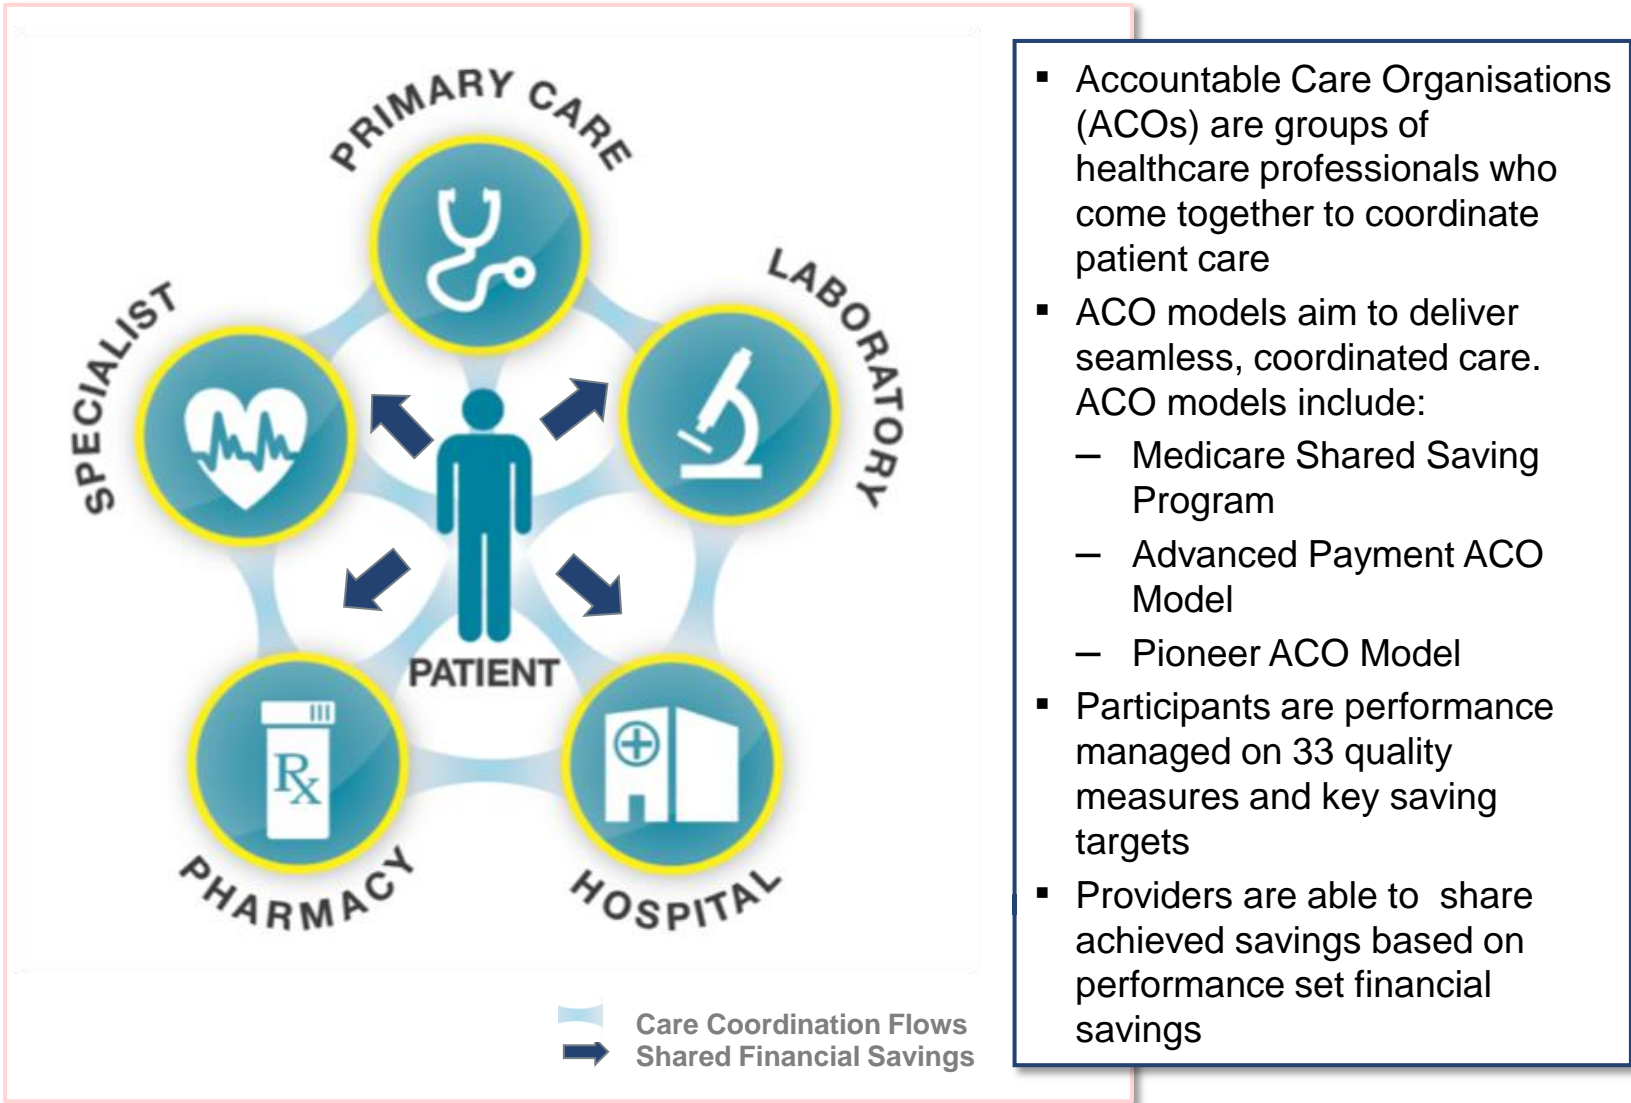 PRIMARY CARE
LABORATORY
SPECIALIST
PATIENT
Rx
PHARMACY
HOSPITAL
Care Coordination Flows
Shared Financial Savings
▪ Accountable Care Organisations
(ACOs) are groups of
healthcare professionals who
come together to coordinate
patient care
▪ ACO models aim to deliver
seamless, coordinated care.
ACO models include:
– Medicare Shared Saving
Program
– Advanced Payment ACO
Model
– Pioneer ACO Model
▪ Participants are performance
managed on 33 quality
measures and key saving
targets
▪ Providers are able to  share
achieved savings based on
performance set financial
savings